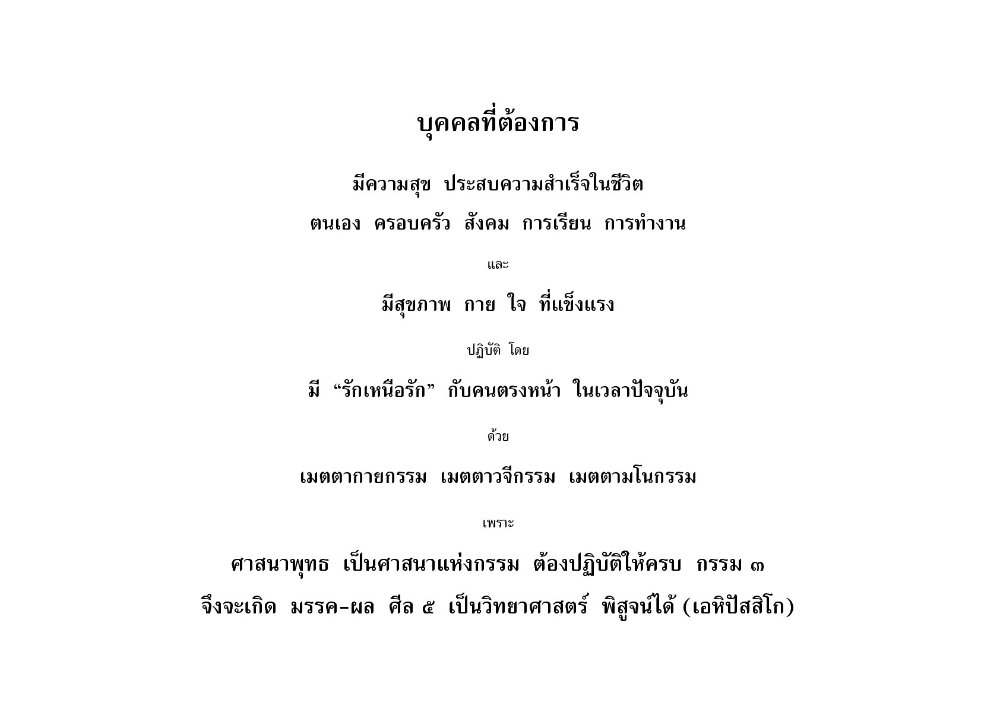 บุคคลที่ต้องการ
มีความสุข ประสบความสำเร็จในชีวิต
ตนเอง ครอบครัว สังคม การเรียน การทำงาน
และ
มีสุขภาพ กาย ใจ ที่แข็งแรง
ปฏิบัติ โดย
มี “รักเหนือรัก” กับคนตรงหน้า ในเวลาปัจจุบัน
ด้วย
เมตตากายกรรม เมตตาวจีกรรม เมตตามโนกรรม
เพราะ
ศาสนาพุทธ เป็นศาสนาแห่งกรรม ต้องปฏิบัติให้ครบ กรรม ๓
จึงจะเกิด มรรค-ผล ศีล ๕ เป็นวิทยาศาสตร์ พิสูจน์ได้ (เอหิปัสสิโก)